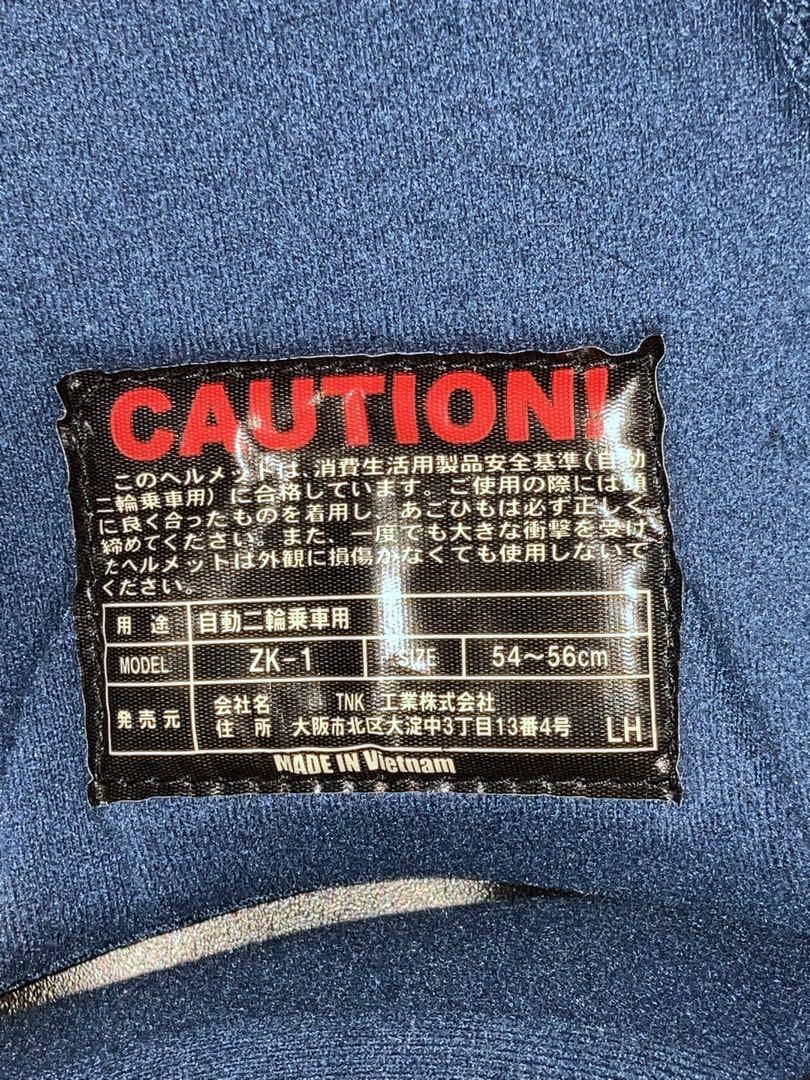 CAUTION!
このヘルメットは、消費生活用製品安全基準(自動
二輪乗車用)に合格しています。ご使用の際には頭
に良く合ったものを着用し、あごひもは必ず正しく
締めてください。また、一度でも大きな衝撃を受け
たヘルメットは外観に損傷がなくても使用しないで
ください。
用途 自動二輪乗車用
MODEL ZK-1 SIZE 54~56cm
発売元 会社名 TNK 工業株式会社
住所 大阪市北区大淀中3丁目13番4号 LH
MADE IN Vietnam